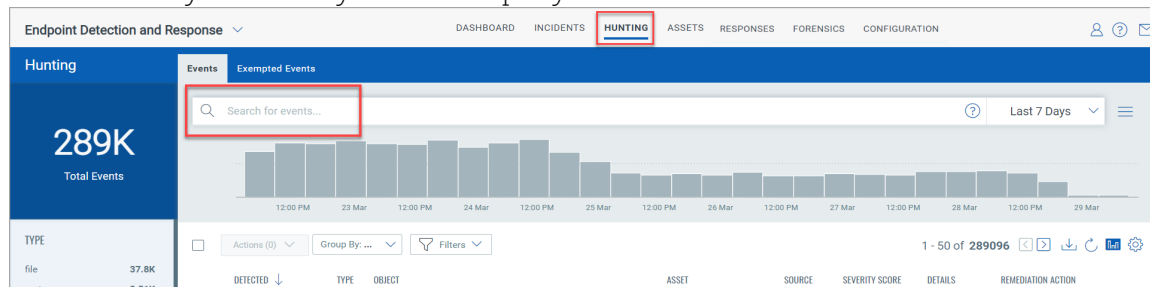 Endpoint Detection and Response
DASHBOARD INCIDENTS HUNTING ASSETS RESPONSES FORENSICS CONFIGURATION
Hunting
Events Exempted Events
Search for events...
Last 7 Days
289K
Total Events
12:00 PM 23 Mar 12:00 PM 24 Mar 12:00 PM 25 Mar 12:00 PM 26 Mar 12:00 PM 27 Mar 12:00 PM 28 Mar 12:00 PM 29 Mar
TYPE
Actions (0) Group By: ... Filters
1 - 50 of 289096
file 37.8K
DETECTED TYPE OBJECT ASSET SOURCE SEVERITY SCORE DETAILS REMEDIATION ACTION